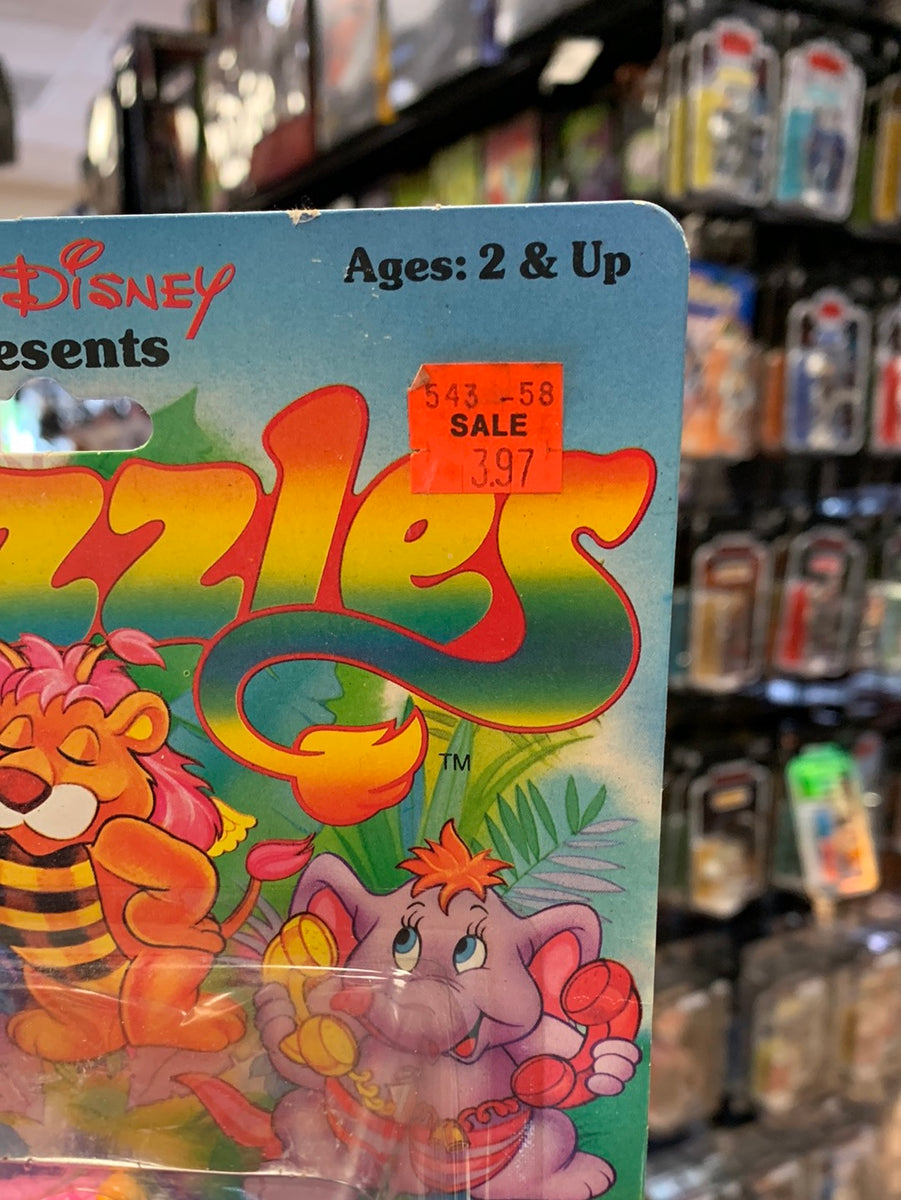 Disney
Ages: 2 & Up
esents
543 -58
SALE
3.97
zzles
TM